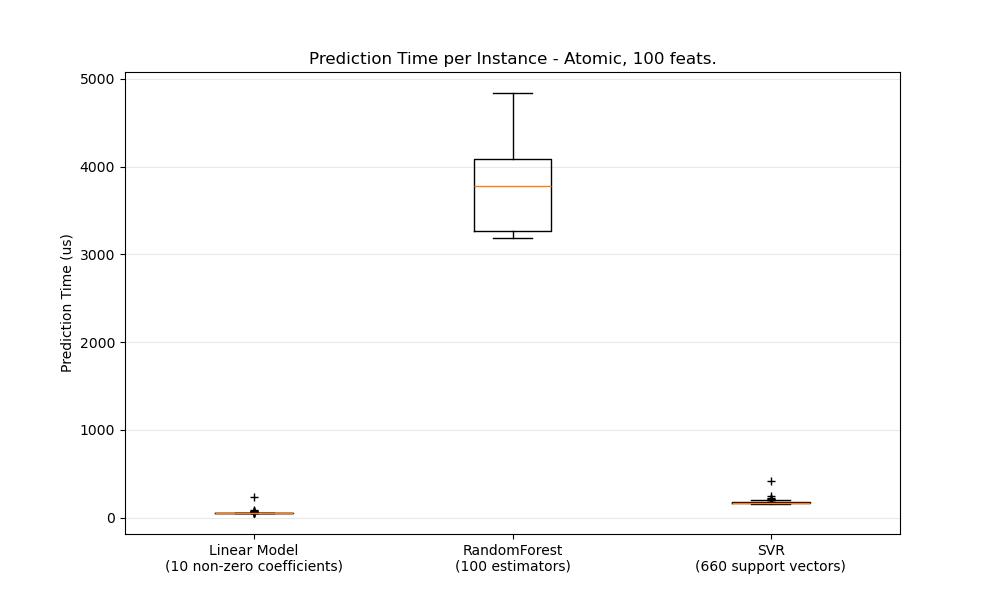 Prediction Time per Instance - Atomic, 100 feats.
Prediction Time (us)
5000
4000
3000
2000
1000
0
Linear Model
(10 non-zero coefficients)
RandomForest
(100 estimators)
SVR
(660 support vectors)